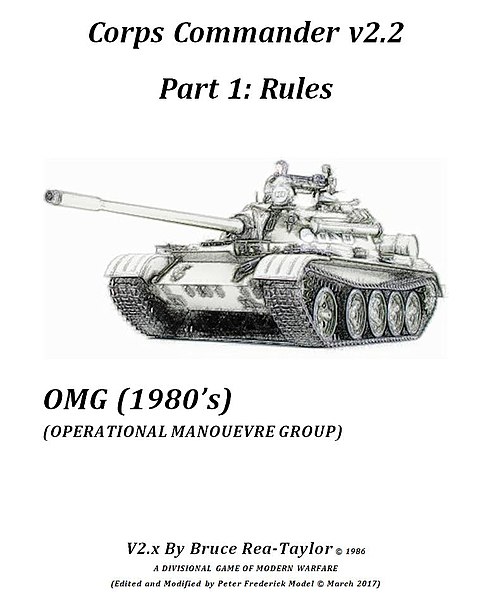 Corps Commander v2.2
Part 1: Rules
OMG (1980's)
(OPERATIONAL MANOUEVRE GROUP)
V2.x By Bruce Rea-Taylor © 1986
A DIVISIONAL GAME OF MODERN WARFARE
(Edited and Modified by Peter Frederick Model © March 2017)